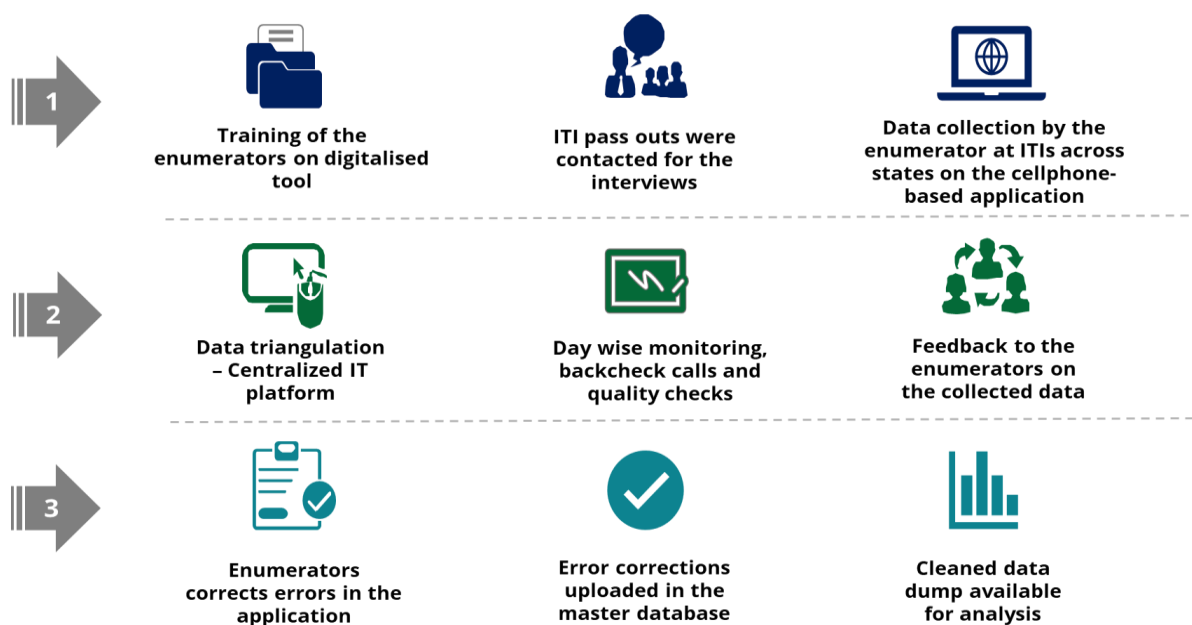 1
Training of the
enumerators on digitalised
tool
ITI pass outs were
contacted for the
interviews
Data collection by the
enumerator at ITIs across
states on the cellphone-
based application
2
Data triangulation
– Centralized IT
platform
Day wise monitoring,
backcheck calls and
quality checks
Feedback to the
enumerators on
the collected data
3
Enumerators
corrects errors in the
application
Error corrections
uploaded in the
master database
Cleaned data
dump available
for analysis